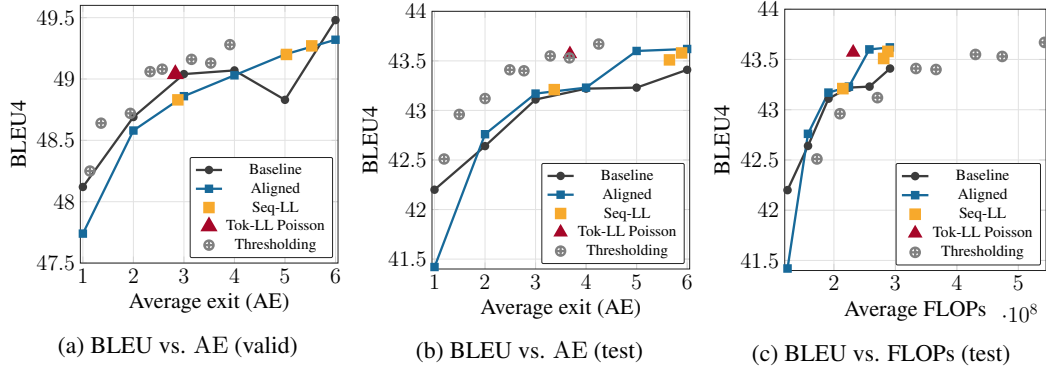 49.5
49
48.5
48
47.5
BLEU4
1 2 3 4 5 6
Average exit (AE)
Baseline
Aligned
Seq-LL
Tok-LL Poisson
Thresholding
(a) BLEU vs. AE (valid)
44
43.5
43
42.5
42
41.5
BLEU4
1 2 3 4 5 6
Average exit (AE)
Baseline
Aligned
Seq-LL
Tok-LL Poisson
Thresholding
(b) BLEU vs. AE (test)
44
43.5
43
42.5
42
41.5
BLEU4
2 3 4 5
Average FLOPs ·10⁸
Baseline
Aligned
Seq-LL
Tok-LL Poisson
Thresholding
(c) BLEU vs. FLOPs (test)